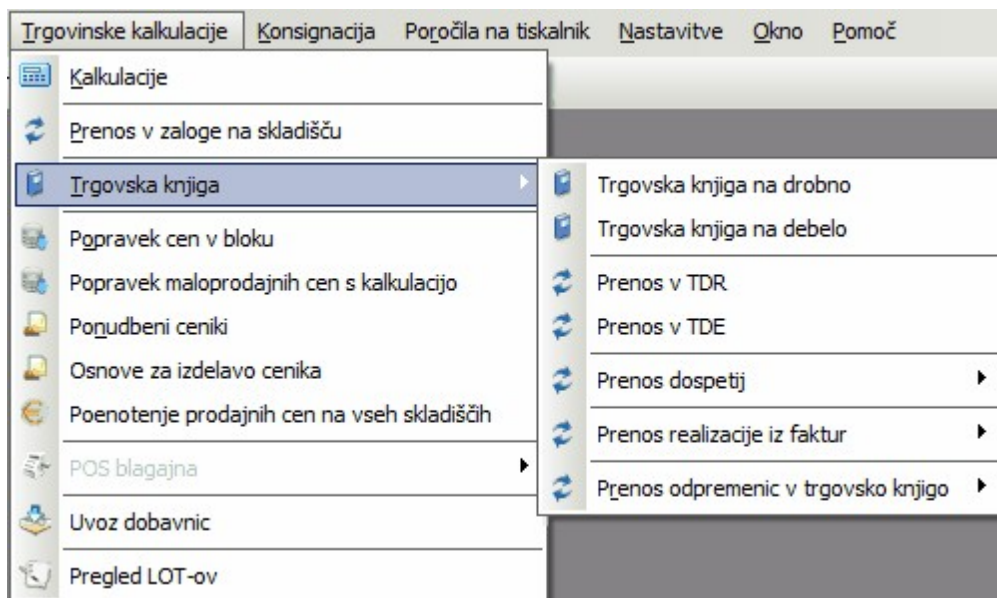 Trgovinske kalkulacije Konsignacija Poročila na tiskalnik Nastavitve Okno Pomoč
Kalkulacije
Prenos v zaloge na skladišču
Trgovska knjiga
Popravek cen v bloku
Popravek maloprodajnih cen s kalkulacijo
Ponudbeni ceniki
Osnove za izdelavo cenika
Poenotenje prodajnih cen na vseh skladiščih
POS blagajna
Uvoz dobavnic
Pregled LOT-ov
Trgovska knjiga na drobno
Trgovska knjiga na debelo
Prenos v TDR
Prenos v TDE
Prenos dospetij
Prenos realizacije iz faktur
Prenos odpremenic v trgovsko knjigo